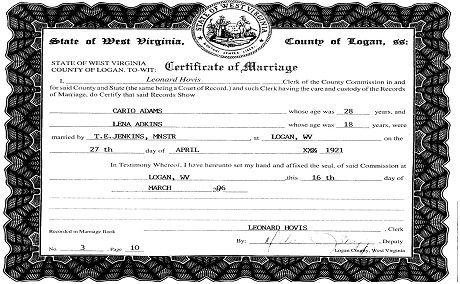 STATE OF WEST VIRGINIA
State of West Virginia, County of Logan, ss:
STATE OF WEST VIRGINIA
COUNTY OF LOGAN, TO-WIT: Certificate of Marriage
I, Leonard Hovis Clerk of the County Commission in and
for said County and State (the same being a Court of Record,) and such Clerk having the care and custody of the Records
of Marriage, do Certify that said Records Show
CARIO ADAMS whose age was 28 years, and
LENA ADKINS whose age was 18 years, were
married by T.E.JENKINS, MNSTR at LOGAN, WV on the
27 th day of APRIL 1921
In Testimony Whereof, I have hereunto set my hand and affixed the seal, of said Commission at
LOGAN, WV this 16 th day of
MARCH 06
LEONARD HOVIS , Clerk
Recorded in Marriage Book
By: , Deputy
No. 3 Page 10 Logan County, West Virginia